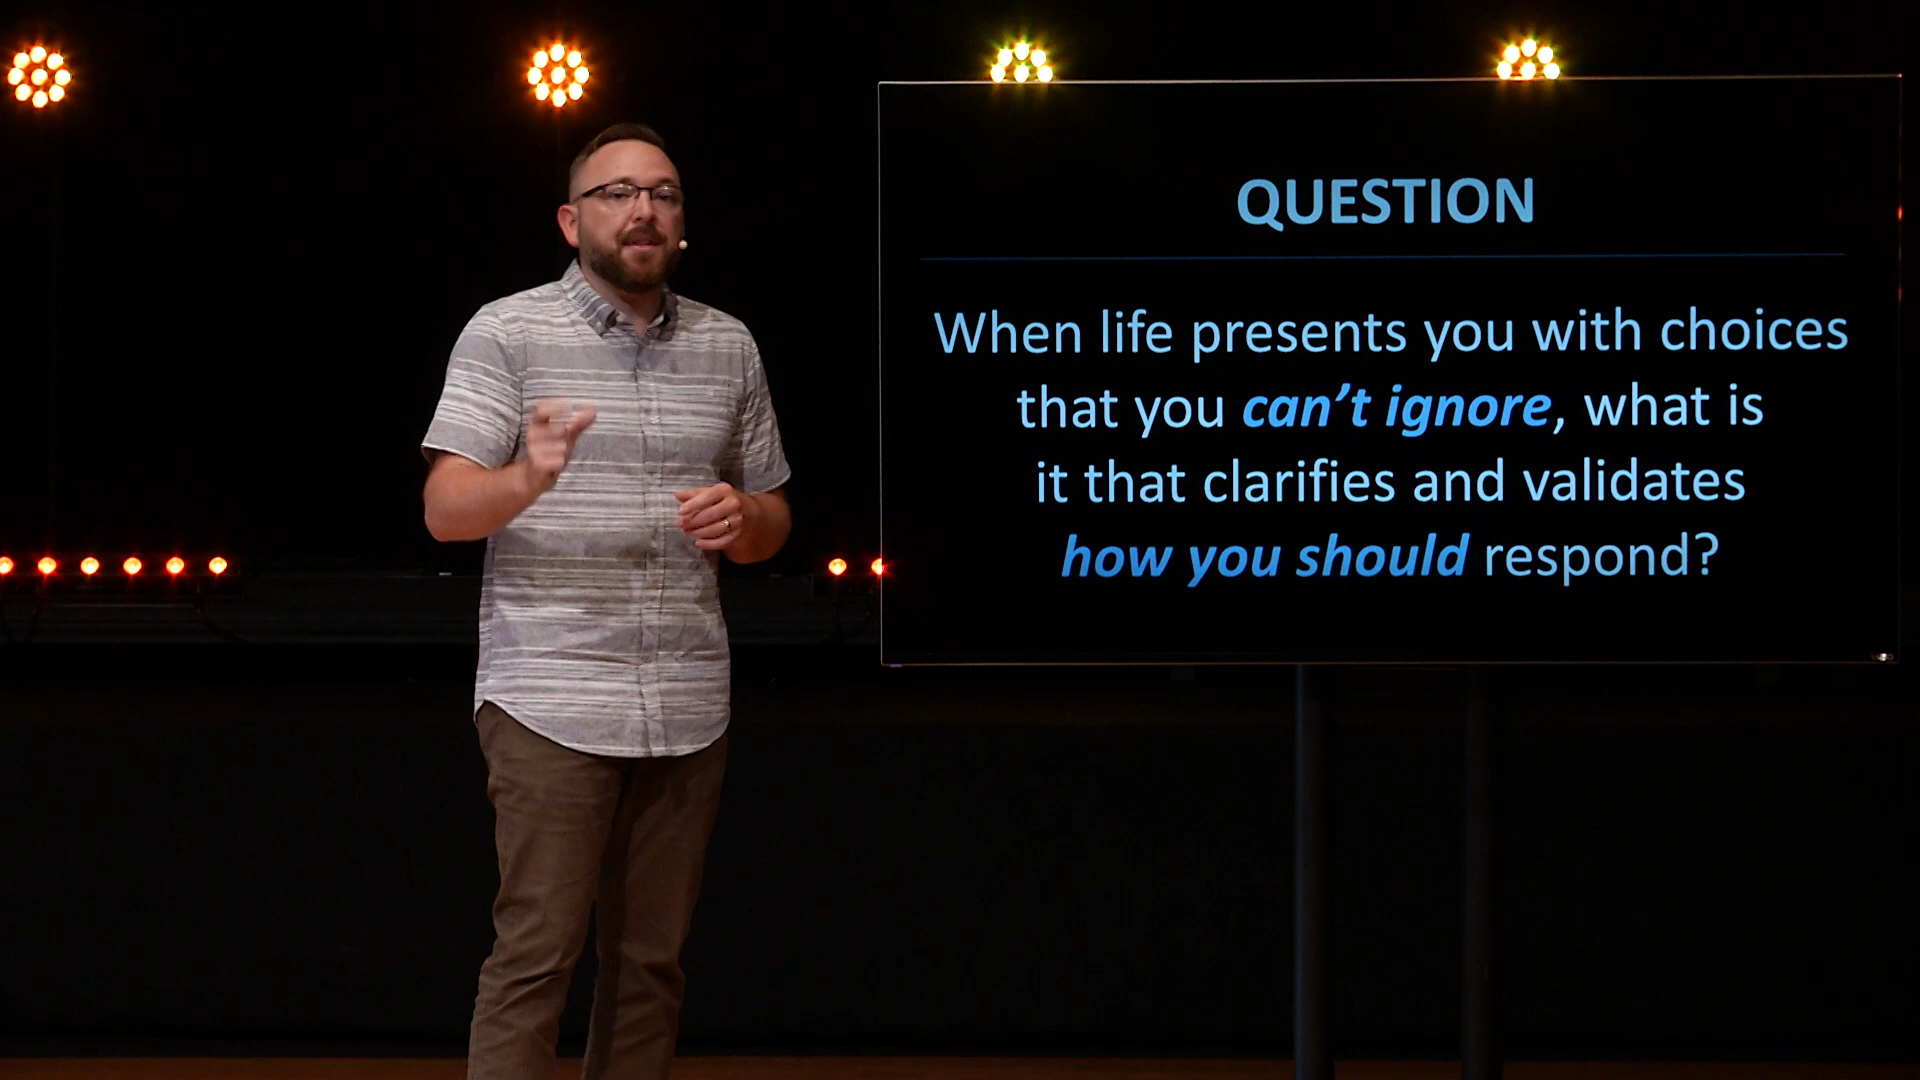 QUESTION
When life presents you with choices
that you can't ignore, what is
it that clarifies and validates
how you should respond?